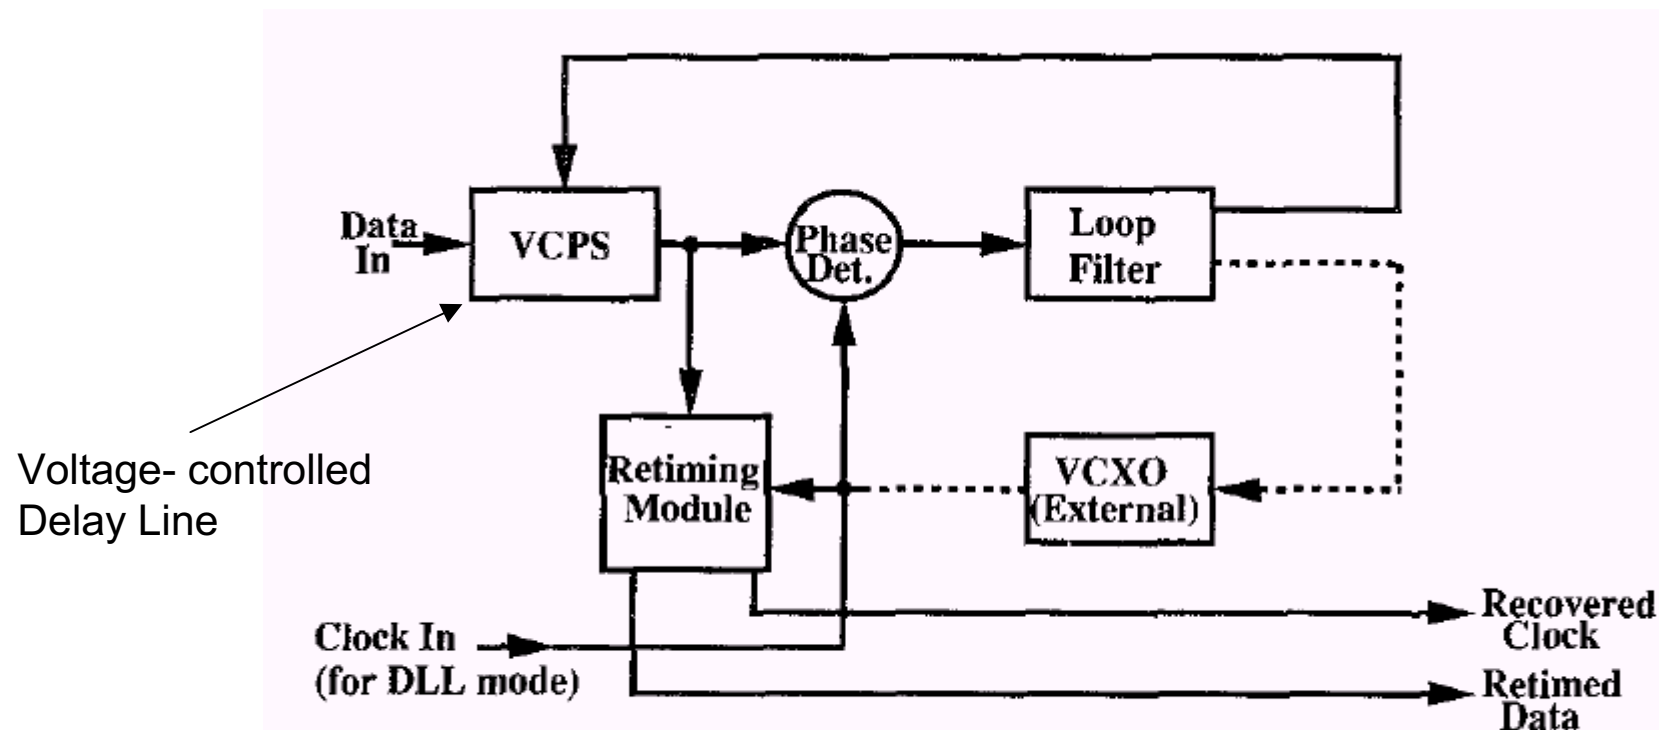 Data
In
VCPS
Phase
Det.
Loop
Filter
Voltage- controlled
Delay Line
Retiring
Module
VCXO
(External)
Clock In
(for DLL mode)
Recovered
Clock
Retimed
Data